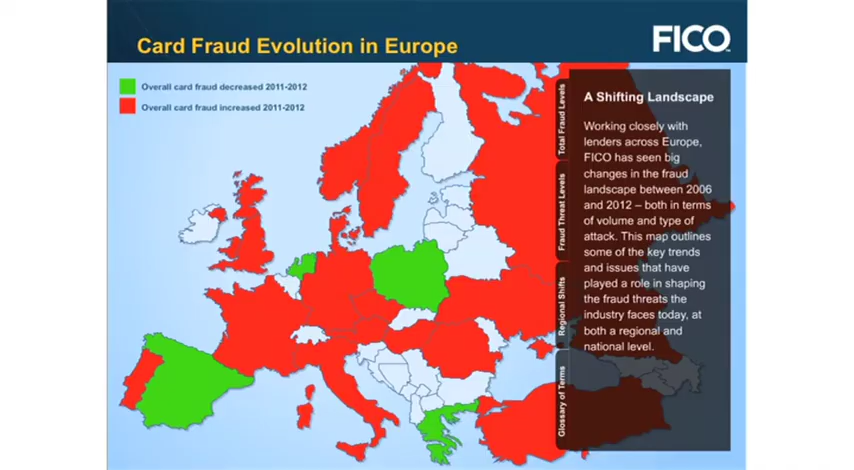 Card Fraud Evolution in Europe
FICO
Overall card fraud decreased 2011-2012
Overall card fraud increased 2011-2012
Total Fraud Levels
Fraud Threat Levels
Regional Shifts
Glossary of Terms
A Shifting Landscape
Working closely with
lenders across Europe,
FICO has seen big
changes in the fraud
landscape between 2006
and 2012 – both in terms
of volume and type of
attack. This map outlines
some of the key trends
and issues that have
played a role in shaping
the fraud threats the
industry faces today, at
both a regional and
national level.